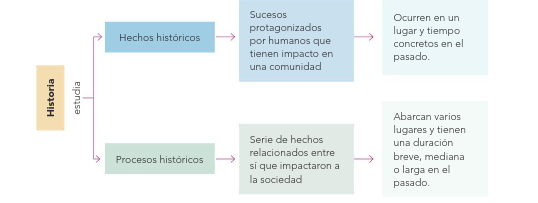 Historia
estudia
Hechos históricos
Sucesos
protagonizados
por humanos que
tienen impacto en
una comunidad
Ocurren en un
lugar y tiempo
concretos en el
pasado.
Procesos históricos
Serie de hechos
relacionados entre
sí que impactaron a
la sociedad
Abarcan varios
lugares y tienen
una duración
breve, mediana
o larga en el
pasado.